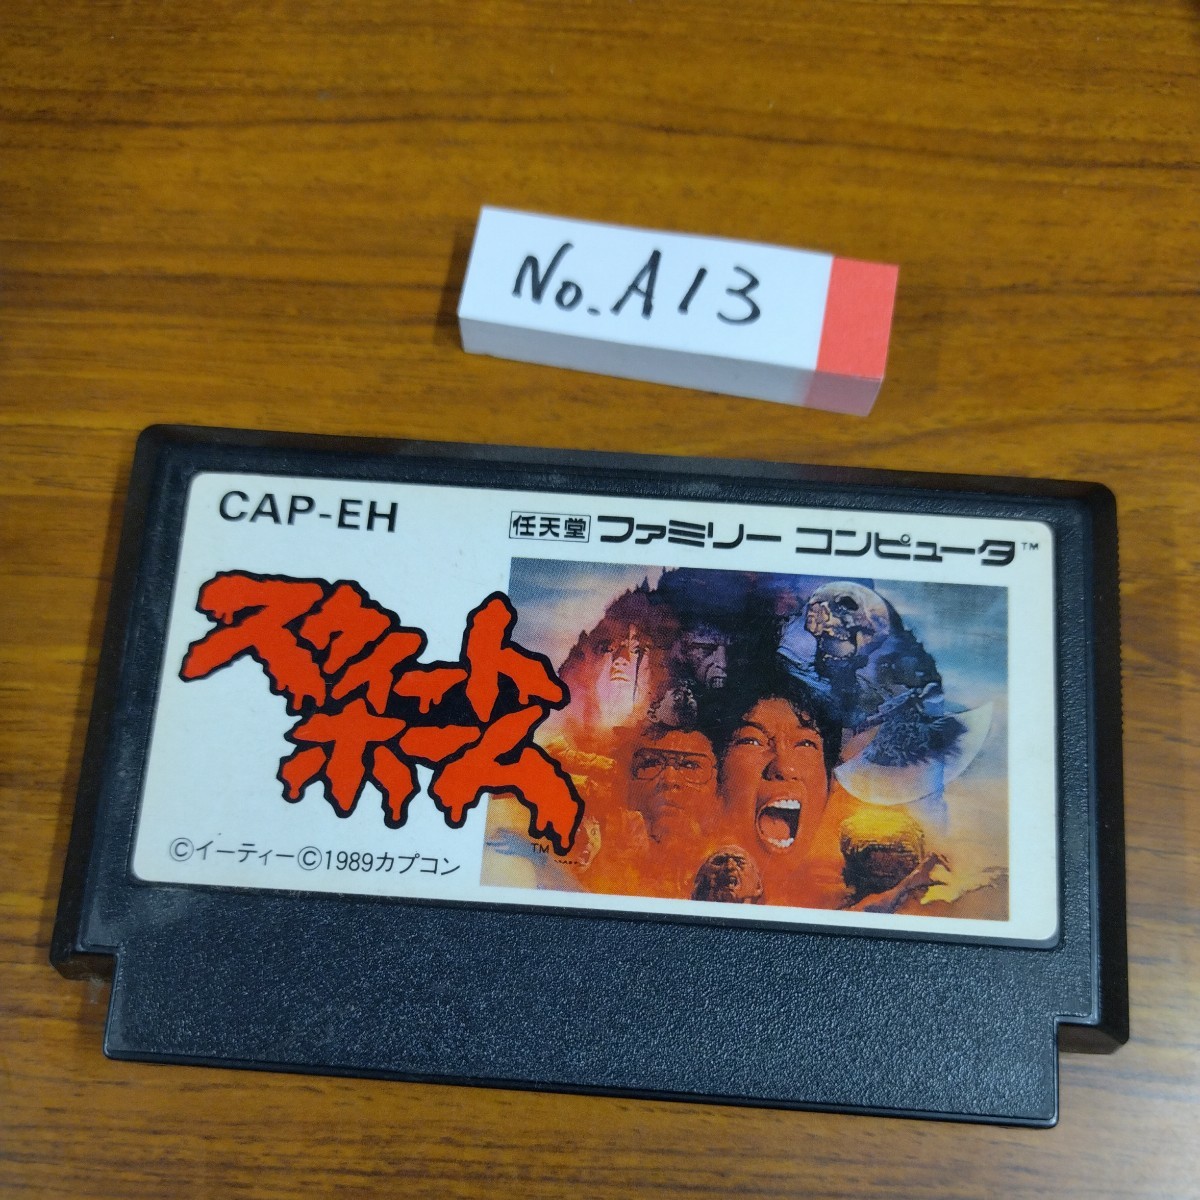 No. A13
CAP-EH
任天堂 ファミリー コンピュータ™
スウィート
ホーム
©イーティー©1989カプコン
TM